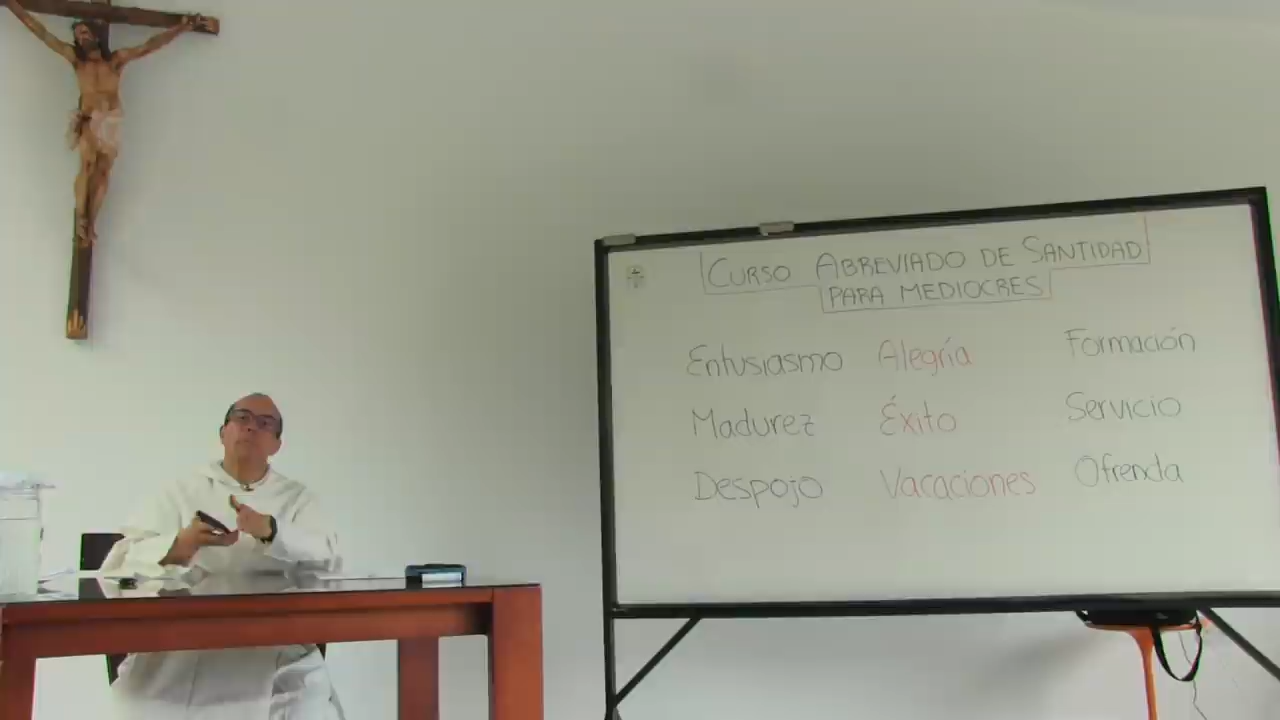 CURSO ABREVIADO DE SANTIDAD
PARA MEDIOCRES
Entusiasmo Alegría Formación
Madurez Éxito Servicio
Despojo Vacaciones Ofrenda